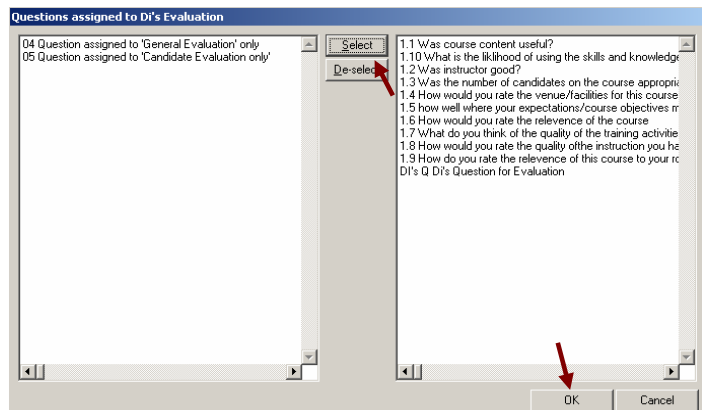 Questions assigned to Di's Evaluation
04 Question assigned to 'General Evaluation' only
05 Question assigned to 'Candidate Evaluation only'
Select
De-select
1.1 Was course content useful?
1.10 What is the liklihood of using the skills and knowledge
1.2 Was instructor good?
1.3 Was the number of candidates on the course appropria
1.4 How would you rate the venue/facilities for this course
1.5 how well where your expectations/course objectives m
1.6 How would you rate the relevence of the course
1.7 What do you think of the quality of the training activitie
1.8 How would you rate the quality ofthe instruction you ha
1.9 How do you rate the relevence of this course to your ro
DI's Q Di's Question for Evaluation
OK
Cancel